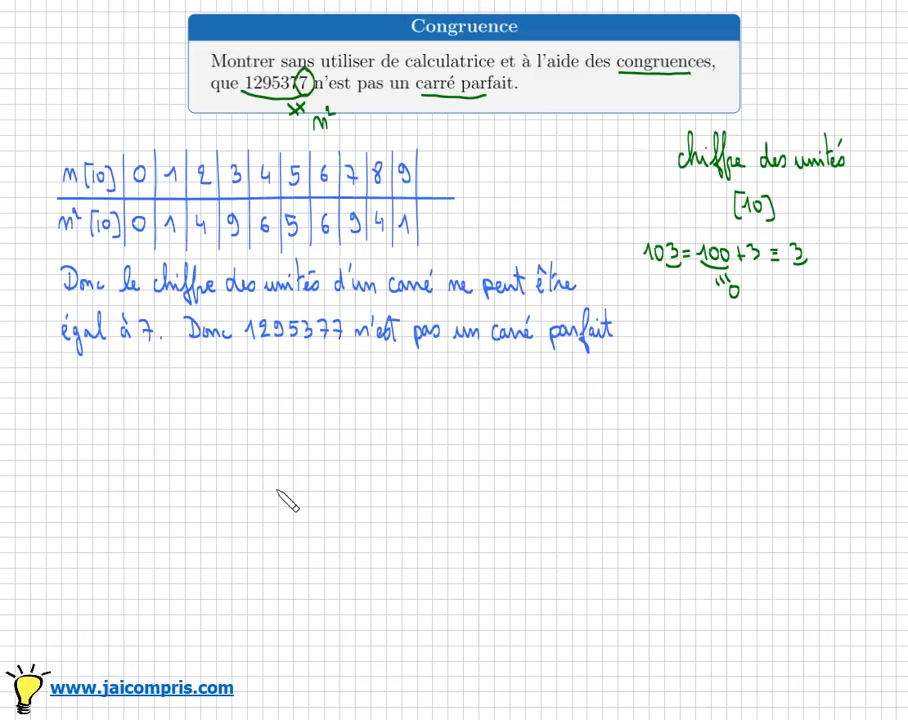 Congruence
Montrer sans utiliser de calculatrice et à l'aide des congruences,
que 1295377 n'est pas un carré parfait.
** n²
chiffre des unités
[10]
103 = 100 + 3 ≡ 3
0
n [10] | 0 | 1 | 2 | 3 | 4 | 5 | 6 | 7 | 8 | 9 |
n² [10] | 0 | 1 | 4 | 9 | 6 | 5 | 6 | 9 | 4 | 1 |
Donc le chiffre des unités d'un carré ne peut être
égal à 7. Donc 1295377 n'est pas un carré parfait
www.jaicompris.com